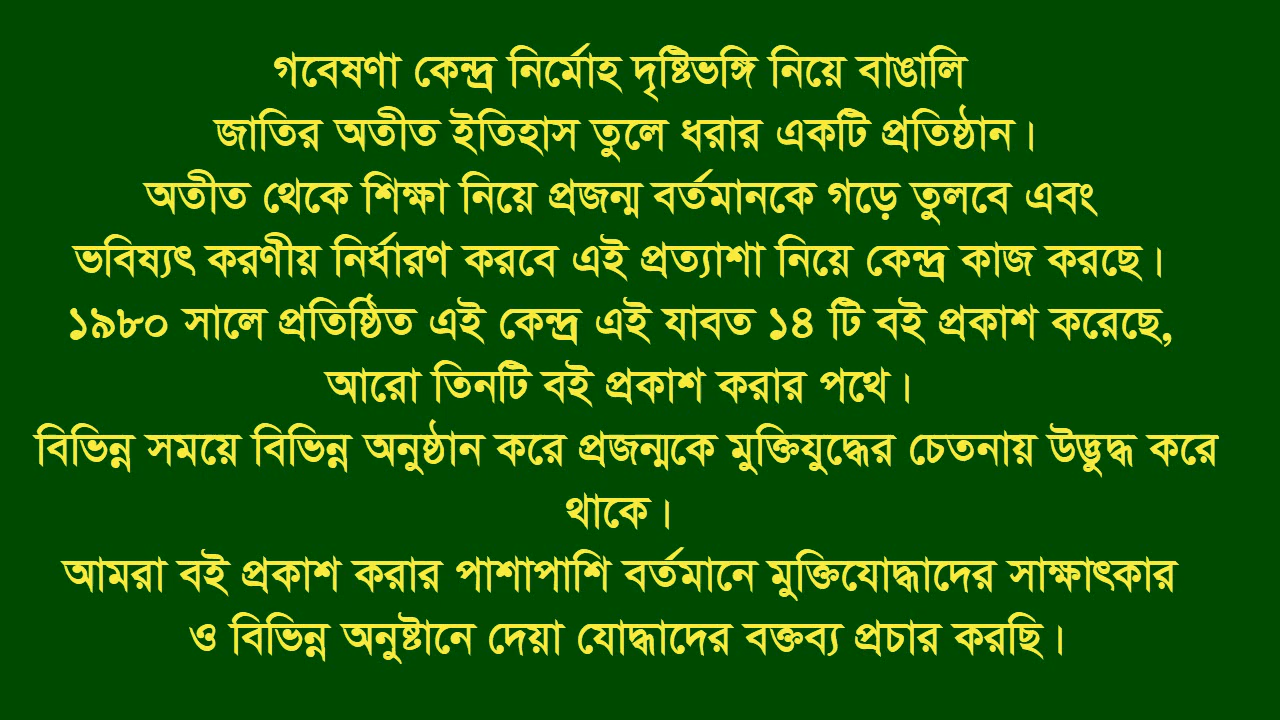 গবেষণা কেন্দ্র নির্মোহ দৃষ্টিভঙ্গি নিয়ে বাঙালি
জাতির অতীত ইতিহাস তুলে ধরার একটি প্রতিষ্ঠান।
অতীত থেকে শিক্ষা নিয়ে প্রজন্ম বর্তমানকে গড়ে তুলবে এবং
ভবিষ্যৎ করণীয় নির্ধারণ করবে এই প্রত্যাশা নিয়ে কেন্দ্র কাজ করছে।
১৯৮০ সালে প্রতিষ্ঠিত এই কেন্দ্র এই যাবত ১৪ টি বই প্রকাশ করেছে,
আরো তিনটি বই প্রকাশ করার পথে।
বিভিন্ন সময়ে বিভিন্ন অনুষ্ঠান করে প্রজন্মকে মুক্তিযুদ্ধের চেতনায় উদ্ভুদ্ধ করে
থাকে।
আমরা বই প্রকাশ করার পাশাপাশি বর্তমানে মুক্তিযোদ্ধাদের সাক্ষাৎকার
ও বিভিন্ন অনুষ্টানে দেয়া যোদ্ধাদের বক্তব্য প্রচার করছি।